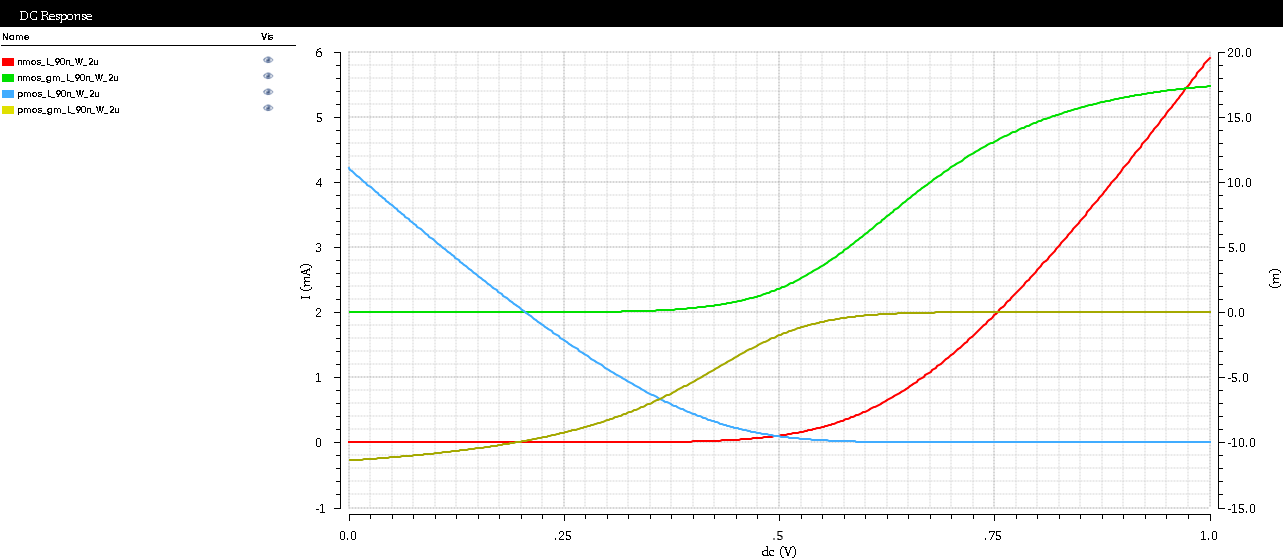 DC Response
Name Vis
nmos_L_90n_W_2u
nmos_gm_L_90n_W_2u
pmos_L_90n_W_2u
pmos_gm_L_90n_W_2u
6
5
4
3
2
1
0
-1
I (mA)
20.0
15.0
10.0
5.0
0.0
-5.0
-10.0
-15.0
(m)
0.0 .25 .5 .75 1.0
dc (V)